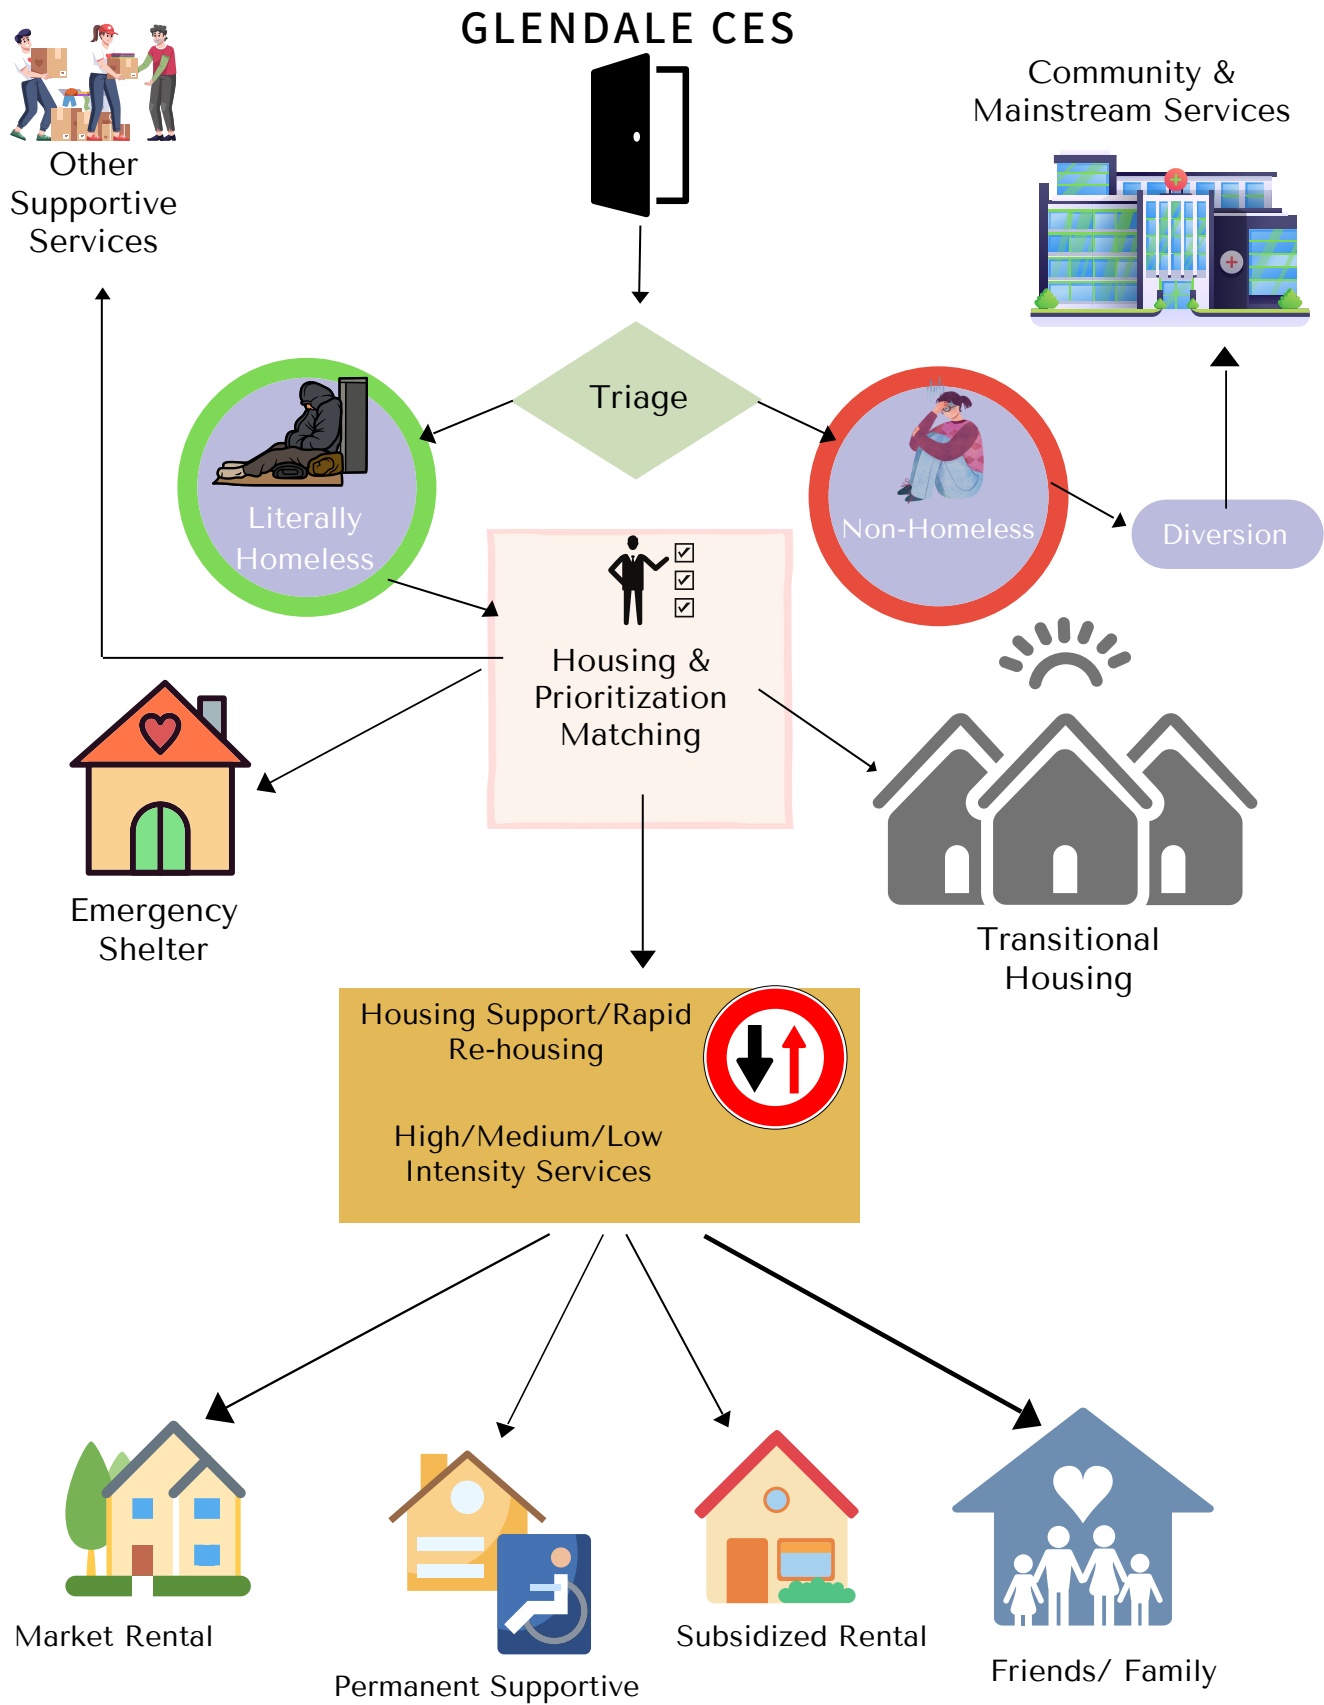 GLENDALE CES
Other
Supportive
Services
Community &
Mainstream Services
Triage
Literally
Homeless
Non-Homeless
Diversion
Housing &
Prioritization
Matching
Emergency
Shelter
Transitional
Housing
Housing Support/Rapid
Re-housing
High/Medium/Low
Intensity Services
Market Rental
Permanent Supportive
Subsidized Rental
Friends/ Family